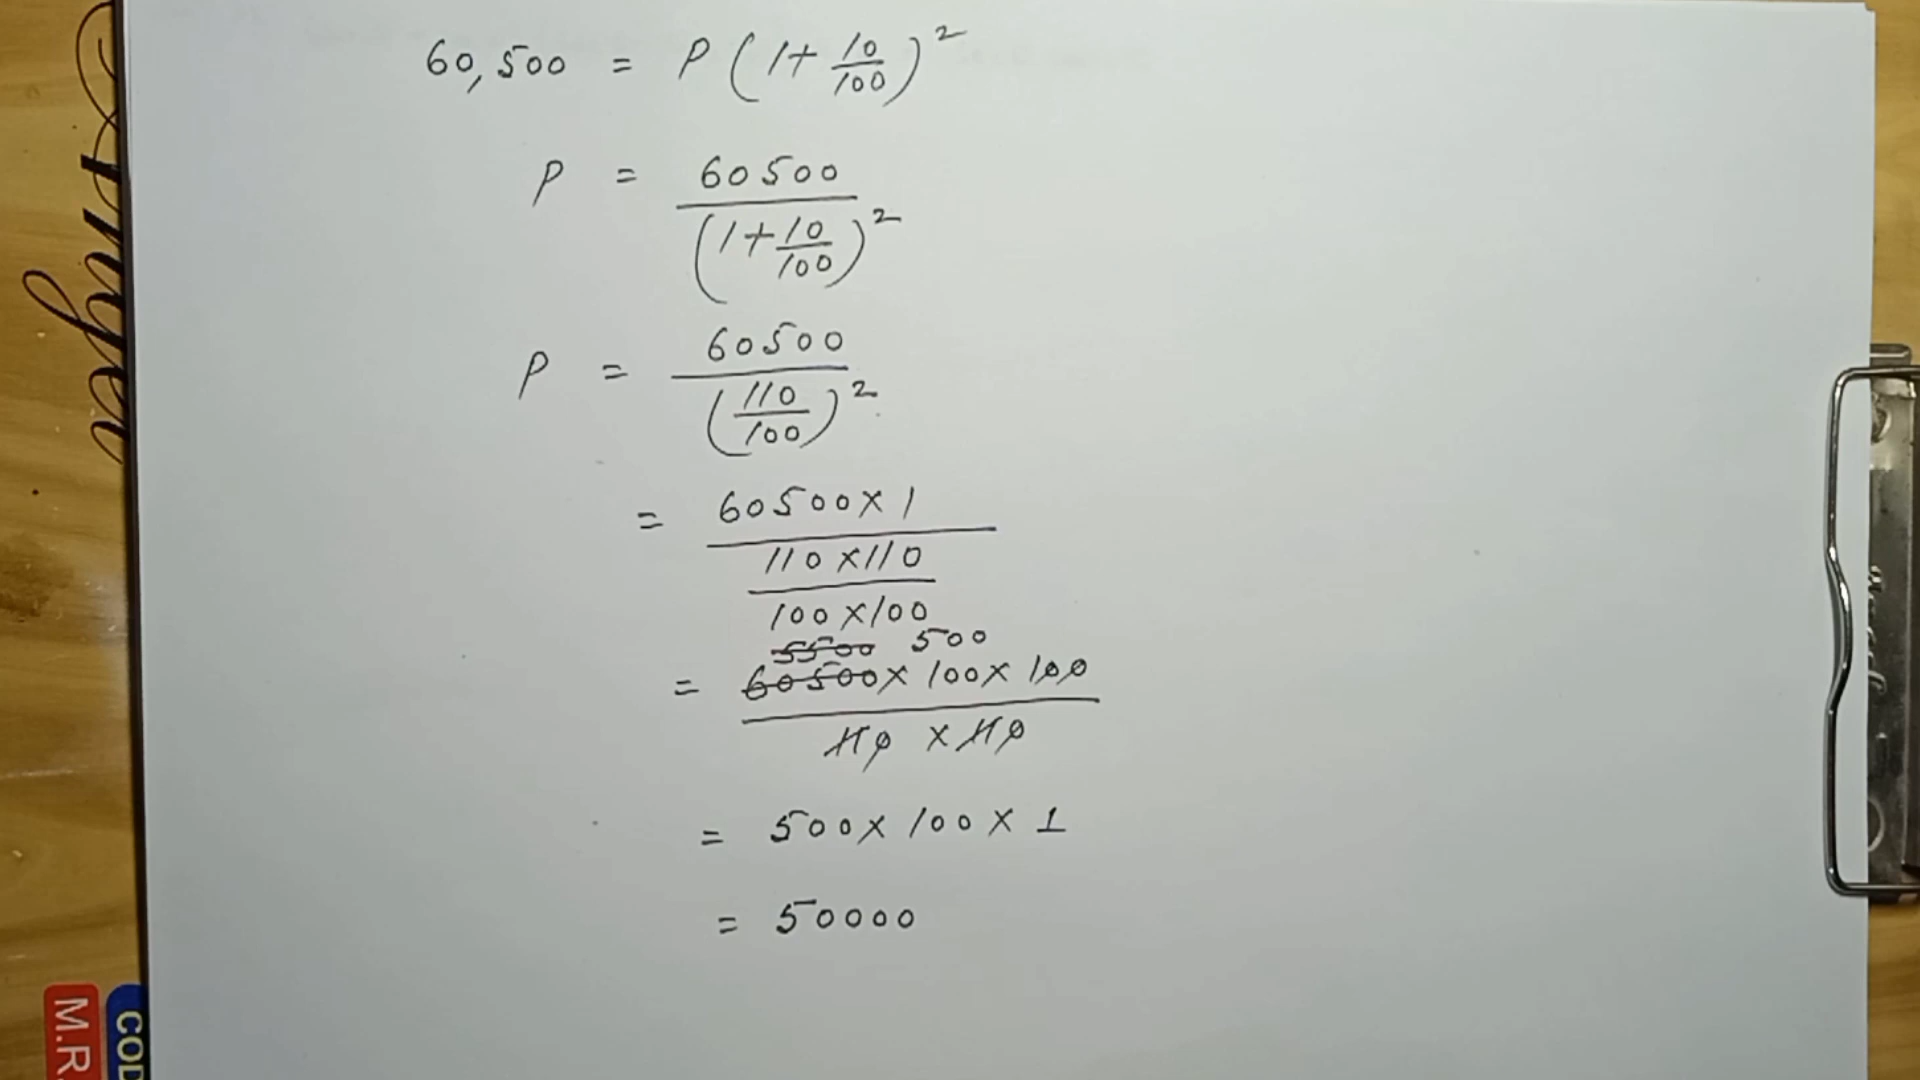 60,500 = P(1+10/100)²
P = 60500/(1+10/100)²
P = 60500/(110/100)²
= 60500×1
110×110
100×100
5500 500
= 60500×100×100
110×110
= 500×100×1
= 50000
COD
M.R.